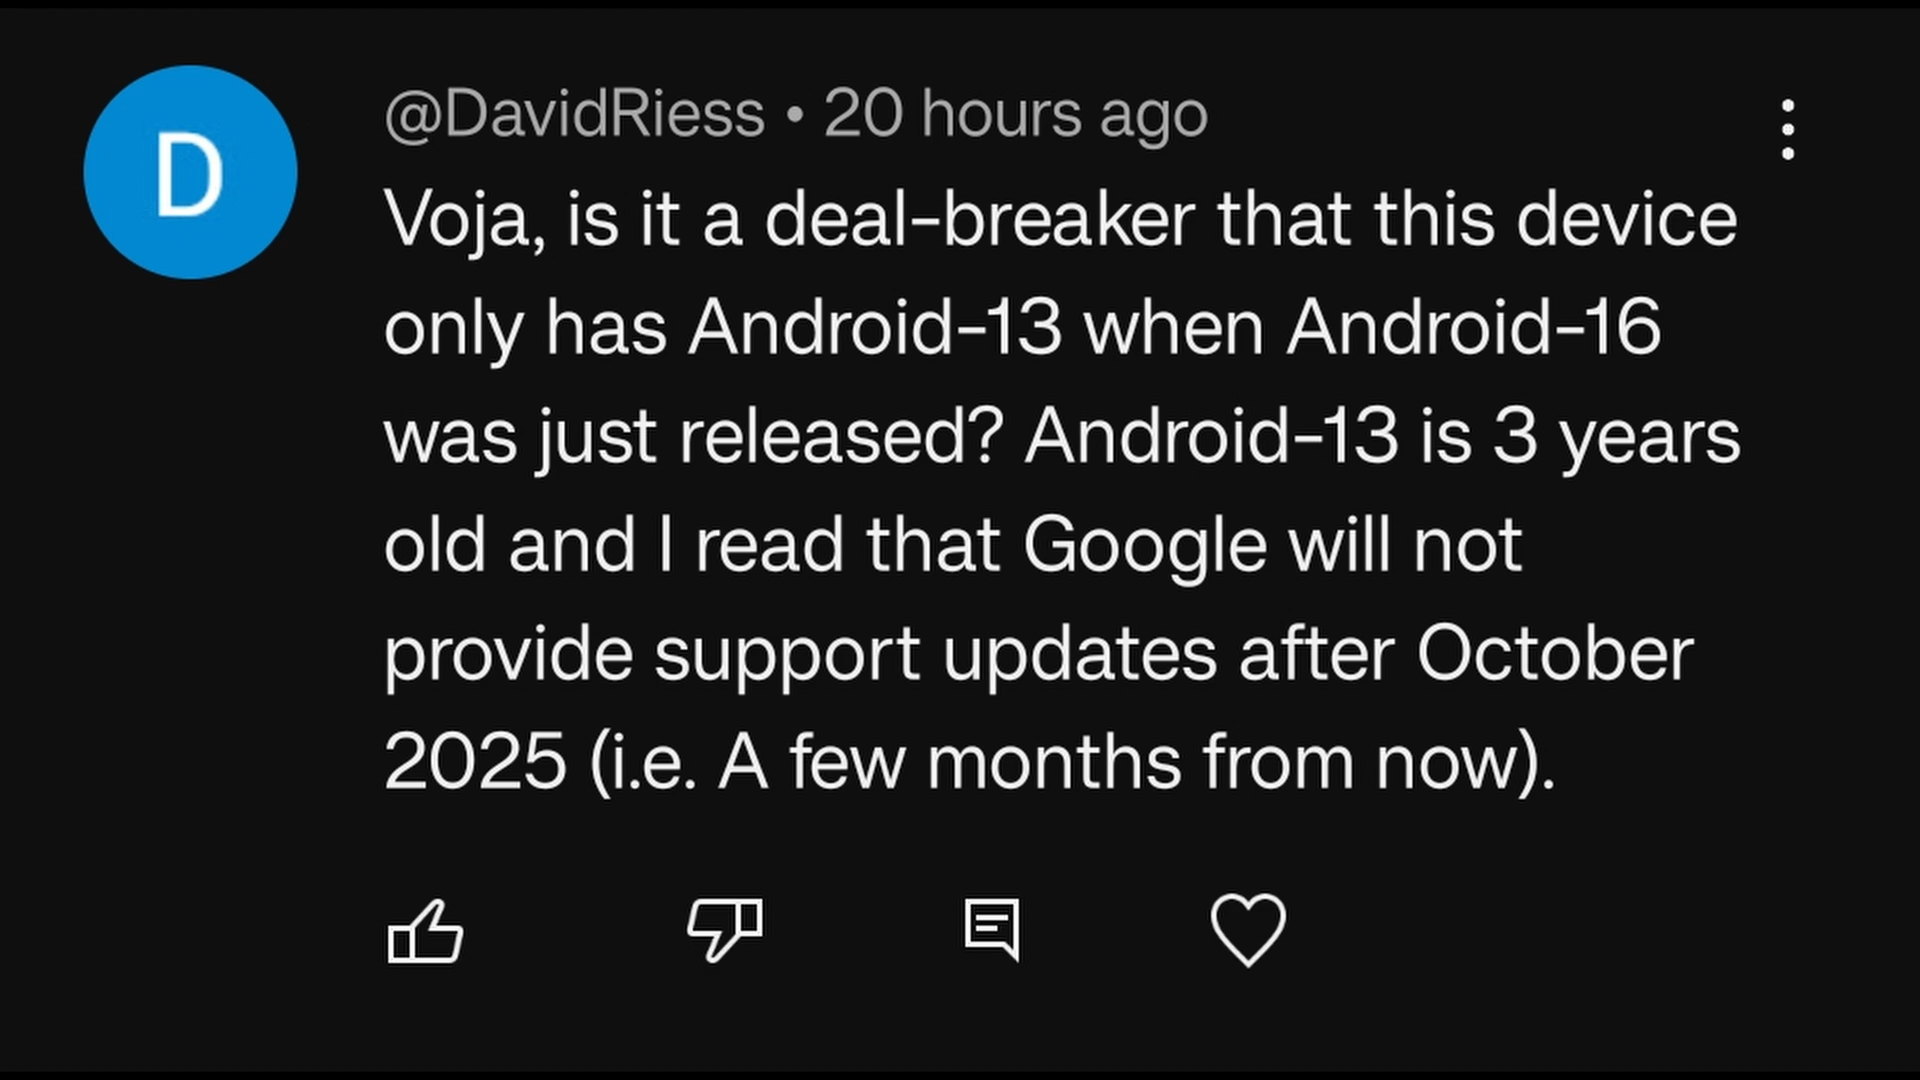 D
@DavidRiess • 20 hours ago
Voja, is it a deal-breaker that this device
only has Android-13 when Android-16
was just released? Android-13 is 3 years
old and I read that Google will not
provide support updates after October
2025 (i.e. A few months from now).